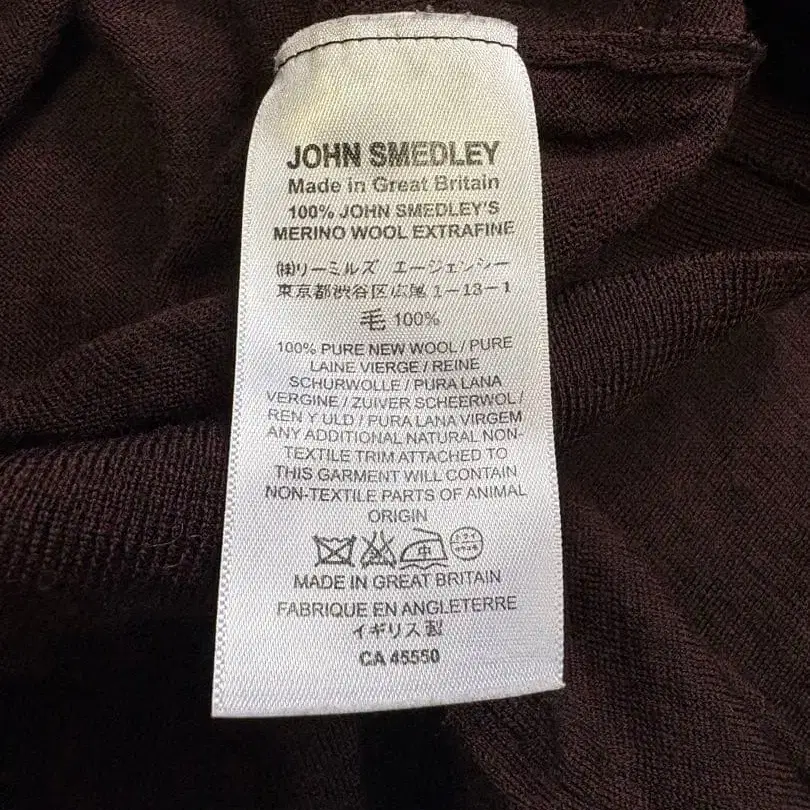 JOHN SMEDLEY
Made in Great Britain
100% JOHN SMEDLEY'S
MERINO WOOL EXTRAFINE
㈱リーミルズ エージェンシー
東京都渋谷区広尾 1-13-1
毛 100%
100% PURE NEW WOOL / PURE
LAINE VIERGE / REINE
SCHURWOLLE / PURA LANA
VERGINE / ZUIVER SCHEERWOL /
REN Y ULD / PURA LANA VIRGEM
ANY ADDITIONAL NATURAL NON-
TEXTILE TRIM ATTACHED TO
THIS GARMENT WILL CONTAIN
NON-TEXTILE PARTS OF ANIMAL
ORIGIN
中 ドライ
MADE IN GREAT BRITAIN
FABRIQUE EN ANGLETERRE
イギリス製
CA 45550